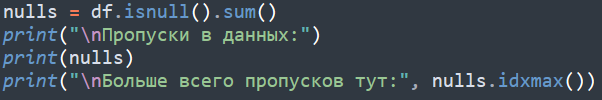 nulls = df.isnull().sum()
print("\nПропуски в данных:")
print(nulls)
print("\nБольше всего пропусков тут:", nulls.idxmax())